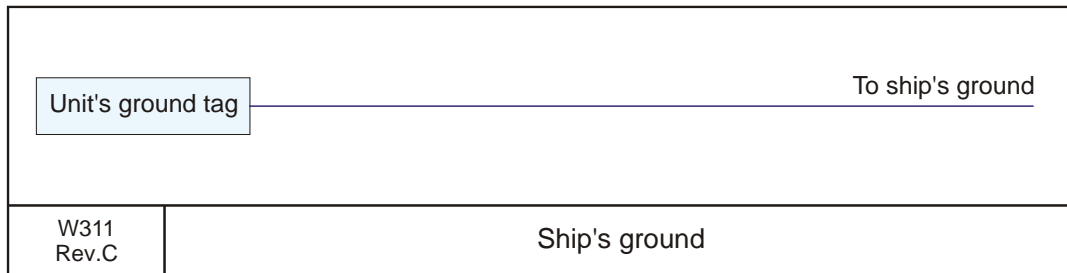 To ship's ground
Unit's ground tag
W311
Rev.C
Ship's ground